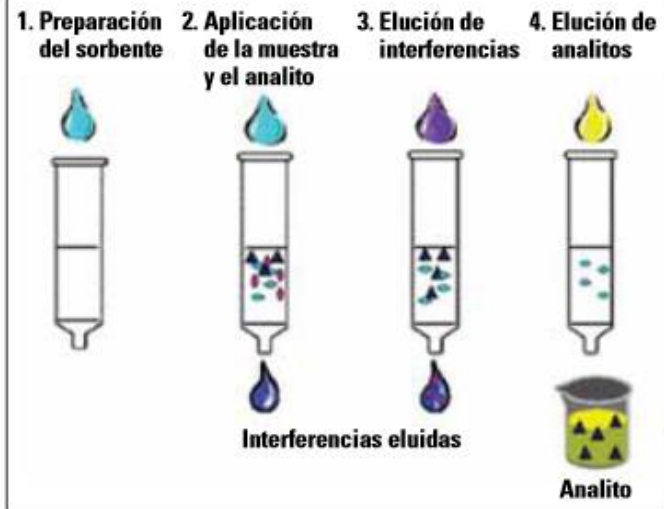 1. Preparación
del sorbente
2. Aplicación
de la muestra
y el analito
3. Elución de
interferencias
4. Elución de
analitos
Interferencias eluidas
Analito